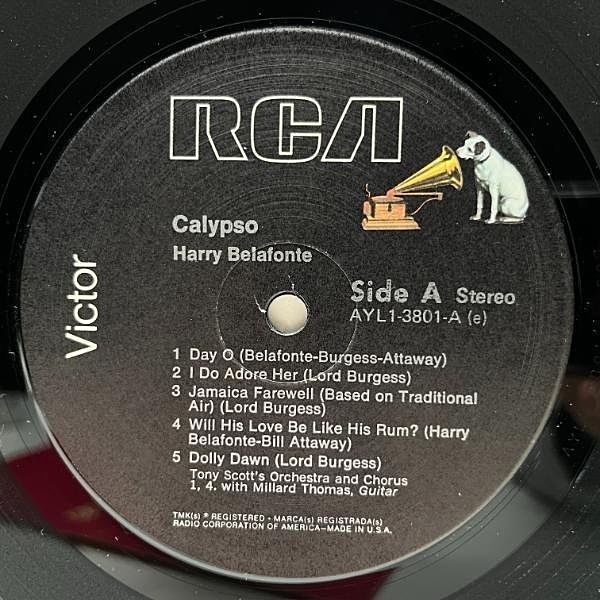 RCA
Victor
Calypso
Harry Belafonte
Side A Stereo
AYL1-3801-A (e)
1 Day O (Belafonte-Burgess-Attaway)
2 I Do Adore Her (Lord Burgess)
3 Jamaica Farewell (Based on Traditional
Air) (Lord Burgess)
4 Will His Love Be Like His Rum? (Harry
Belafonte-Bill Attaway)
5 Dolly Dawn (Lord Burgess)
Tony Scott's Orchestra and Chorus
1, 4. with Millard Thomas, Guitar
TMK(s) ® REGISTERED • MARCA(s) REGISTRADA(s)
RADIO CORPORATION OF AMERICA–MADE IN U.S.A.